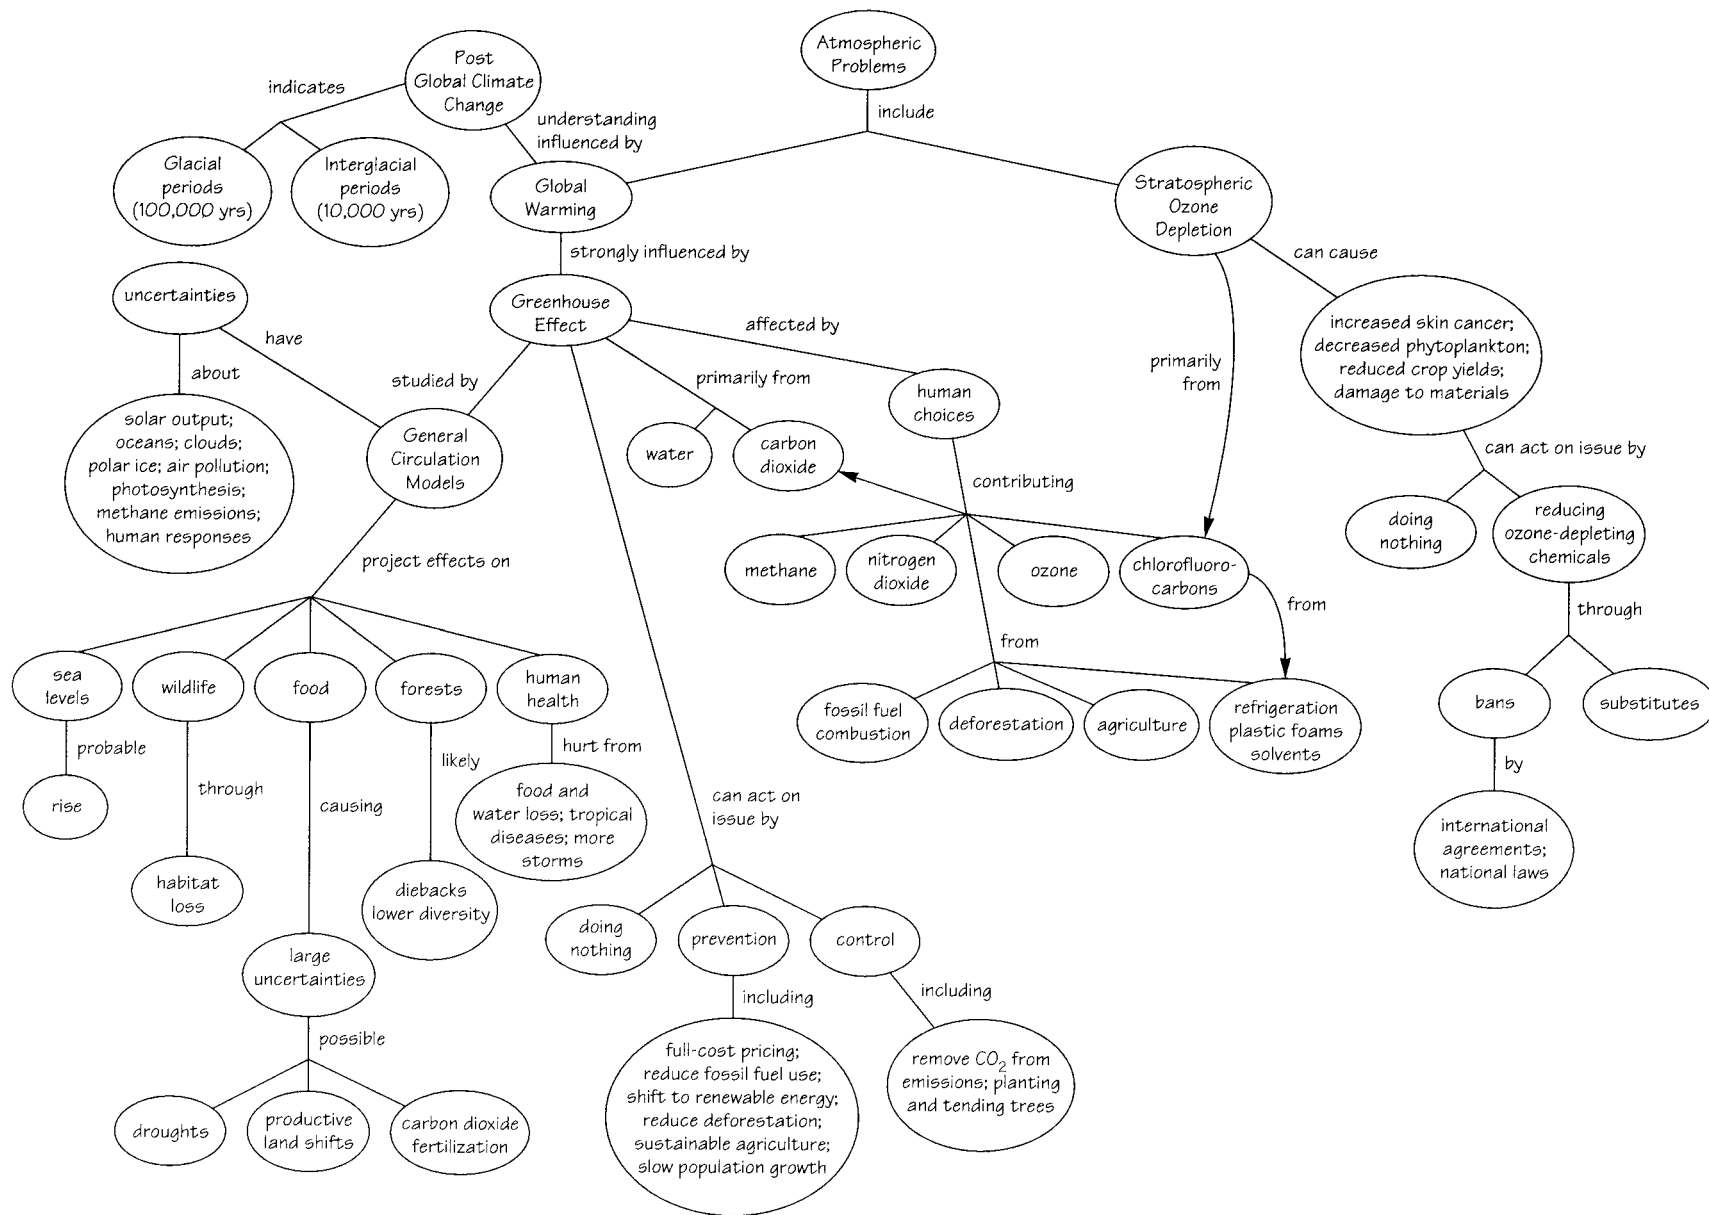 Post
Global Climate
Change
Atmospheric
Problems
indicates
include
understanding
influenced by
Glacial
periods
(100,000 yrs)
Interglacial
periods
(10,000 yrs)
Global
Warming
Stratospheric
Ozone
Depletion
strongly influenced by
can cause
uncertainties
Greenhouse
Effect
have
affected by
increased skin cancer;
decreased phytoplankton;
reduced crop yields;
damage to materials
about
studied by
primarily from
primarily
from
human
choices
solar output;
oceans; clouds;
polar ice; air pollution;
photosynthesis;
methane emissions;
human responses
General
Circulation
Models
water
carbon
dioxide
can act on issue by
contributing
doing
nothing
reducing
ozone-depleting
chemicals
project effects on
methane
nitrogen
dioxide
ozone
chlorofluoro-
carbons
from
through
from
sea
levels
wildlife
food
forests
human
health
fossil fuel
combustion
deforestation
agriculture
refrigeration
plastic foams
solvents
bans
substitutes
probable
through
causing
likely
hurt from
by
rise
food and
water loss; tropical
diseases; more
storms
can act on
issue by
international
agreements;
national laws
habitat
loss
diebacks
lower diversity
doing
nothing
prevention
control
large
uncertainties
including
including
possible
full-cost pricing;
reduce fossil fuel use;
shift to renewable energy;
reduce deforestation;
sustainable agriculture;
slow population growth
remove CO₂ from
emissions; planting
and tending trees
droughts
productive
land shifts
carbon dioxide
fertilization